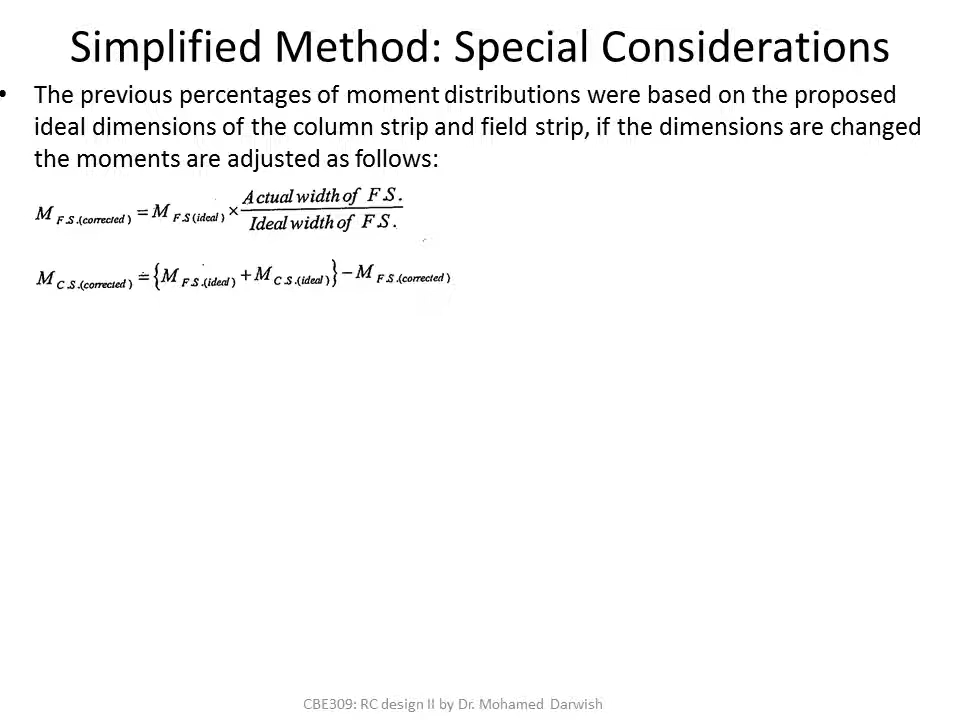 Simplified Method: Special Considerations
• The previous percentages of moment distributions were based on the proposed
ideal dimensions of the column strip and field strip, if the dimensions are changed
the moments are adjusted as follows:
M F.S.(corrected) = M F.S(ideal) × Actual width of F.S. / Ideal width of F.S.
M C.S.(corrected) = {M F.S.(ideal) + M C.S.(ideal)} − M F.S.(corrected)
CBE309: RC design II by Dr. Mohamed Darwish